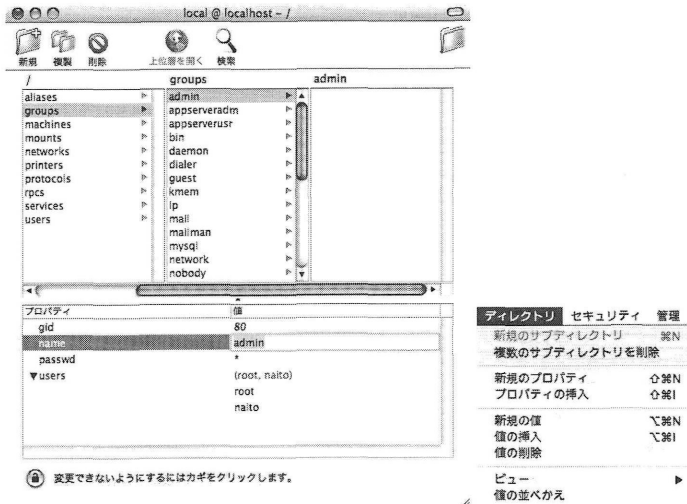 local @ localhost – /
新規 複製 削除 上位層を開く 検索
/ groups admin
aliases
groups
machines
mounts
networks
printers
protocols
rpcs
services
users
admin
appserveradm
appserverusr
bin
daemon
dialer
guest
kmem
lp
mail
mailman
mysql
network
nobody
プロパティ 値
gid 80
name admin
passwd *
▼users (root, naito)
root
naito
変更できないようにするにはカギをクリックします。
ディレクトリ セキュリティ 管理
新規のサブディレクトリ ⌘N
複数のサブディレクトリを削除
新規のプロパティ ⇧⌘N
プロパティの挿入 ⇧⌘I
新規の値 ⌥⌘N
値の挿入 ⌥⌘I
値の削除
ビュー ▶
値の並べかえ